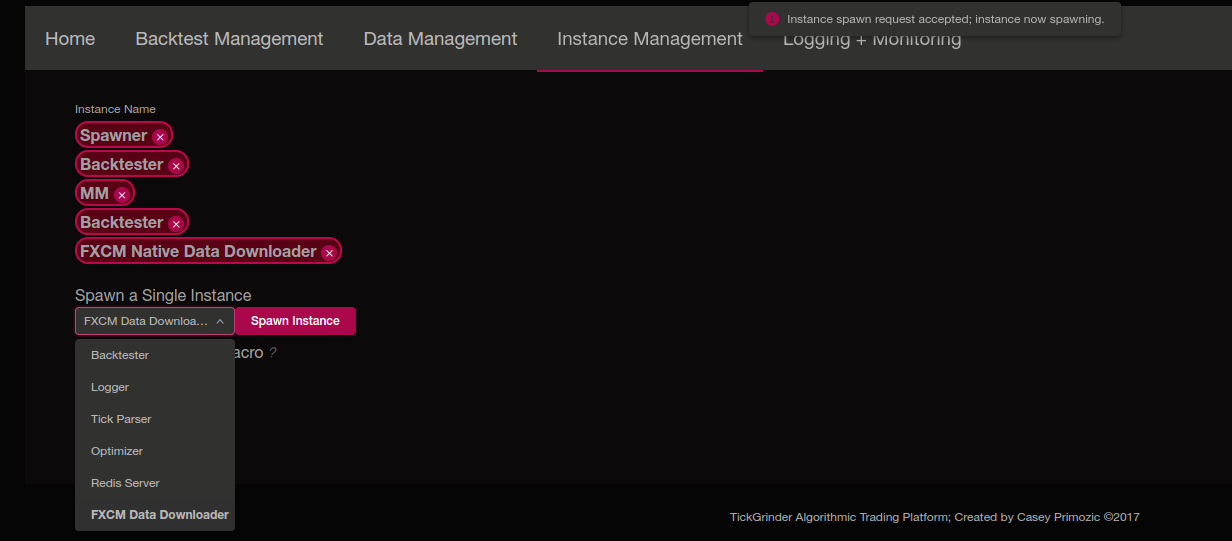 Instance spawn request accepted; instance now spawning.
Home Backtest Management Data Management Instance Management Logging + Monitoring
Instance Name
Spawner
Backtester
MM
Backtester
FXCM Native Data Downloader
Spawn a Single Instance
FXCM Data Downloa... Spawn Instance
acro ?
Backtester
Logger
Tick Parser
Optimizer
Redis Server
FXCM Data Downloader
TickGrinder Algorithmic Trading Platform; Created by Casey Primozic ©2017